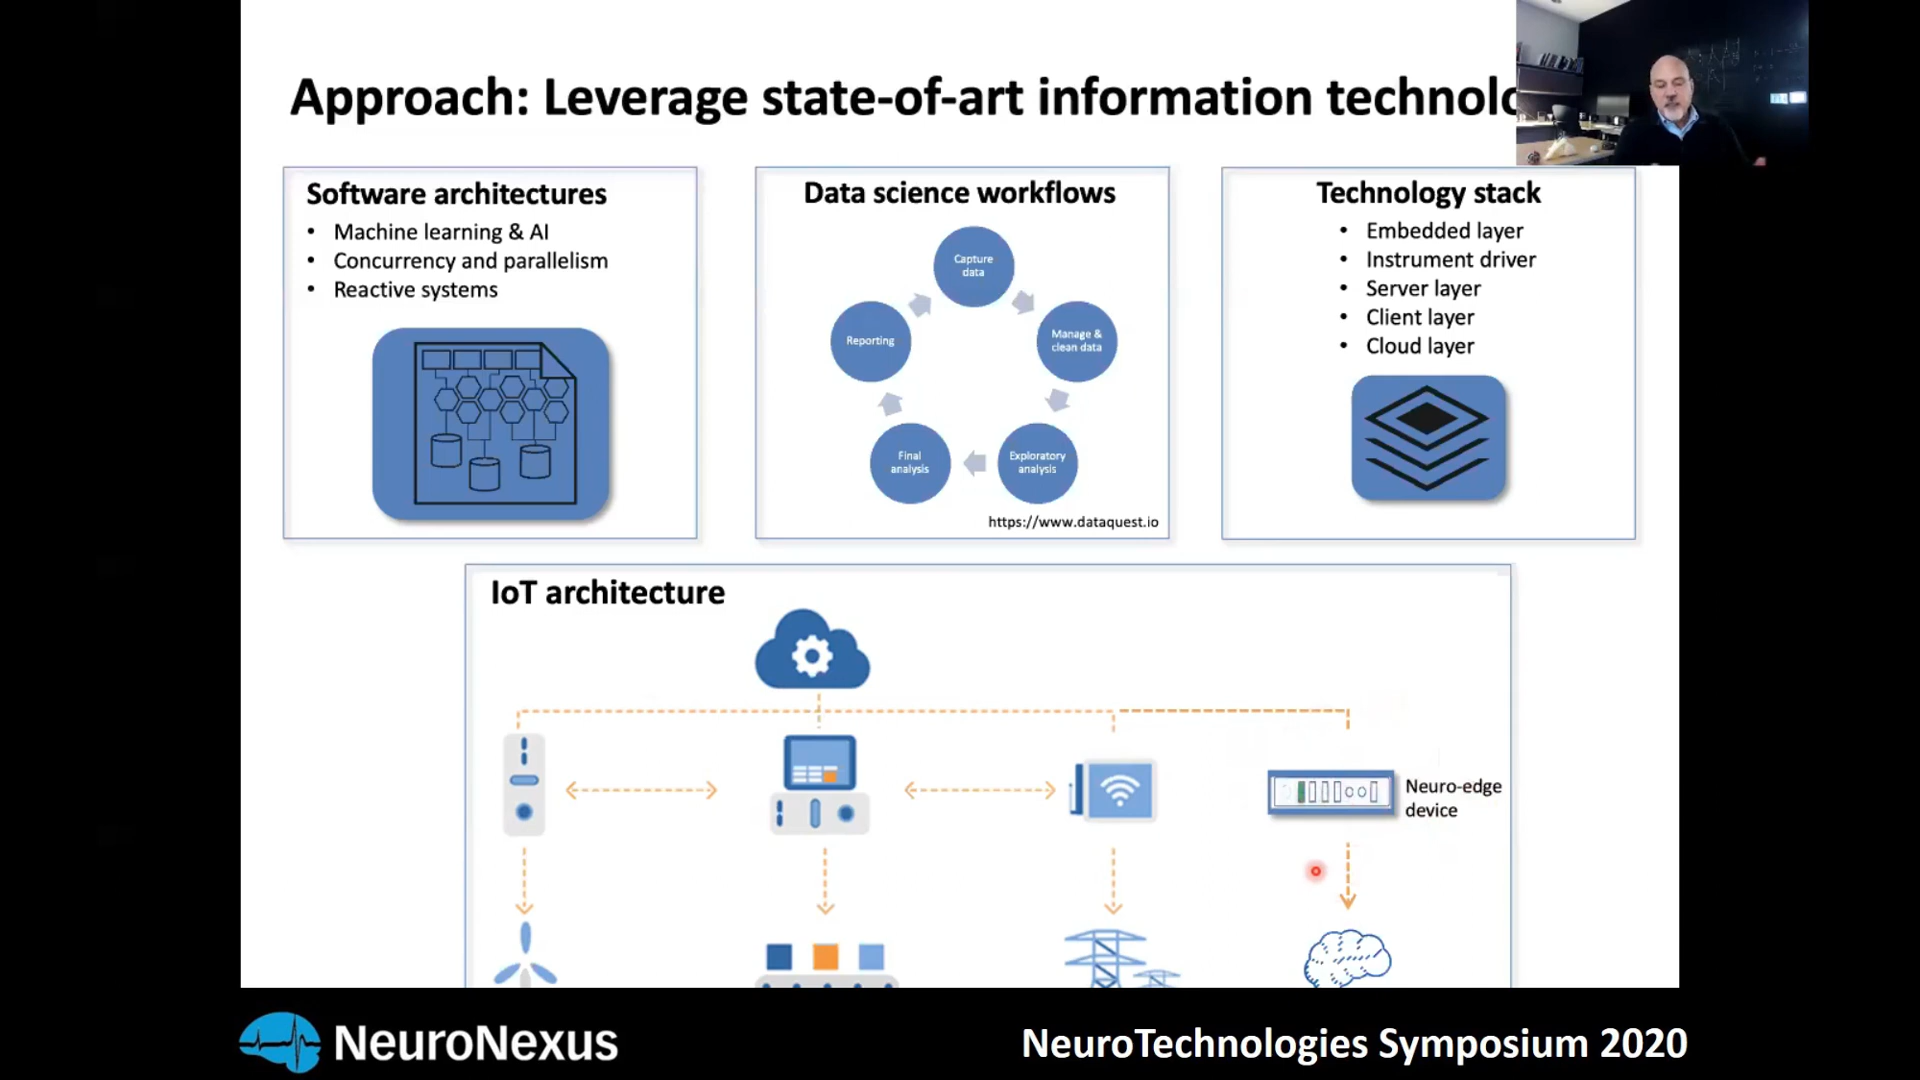 Approach: Leverage state-of-art information technolo
Software architectures
• Machine learning & AI
• Concurrency and parallelism
• Reactive systems
Data science workflows
Capture
data
Manage &
clean data
Exploratory
analysis
Final
analysis
Reporting
https://www.dataquest.io
Technology stack
• Embedded layer
• Instrument driver
• Server layer
• Client layer
• Cloud layer
IoT architecture
Neuro-edge
device
NeuroNexus
NeuroTechnologies Symposium 2020